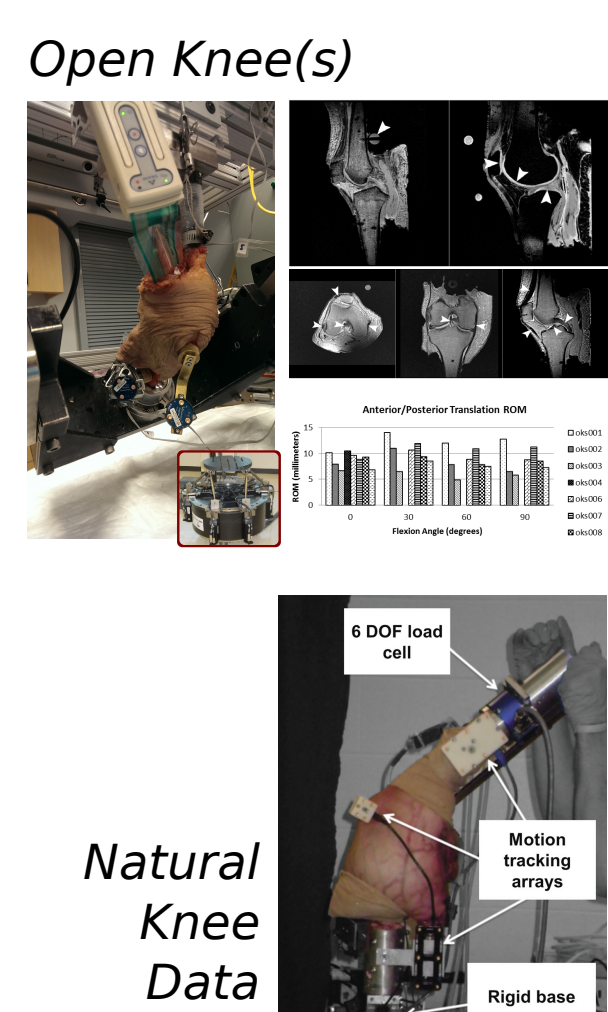 Open Knee(s)
Anterior/Posterior Translation ROM
ROM (millimeters)
15
10
5
0
0
30
60
90
Flexion Angle (degrees)
oks001
oks002
oks003
oks004
oks006
oks007
oks008
6 DOF load
cell
Motion
tracking
arrays
Rigid base
Natural
Knee
Data